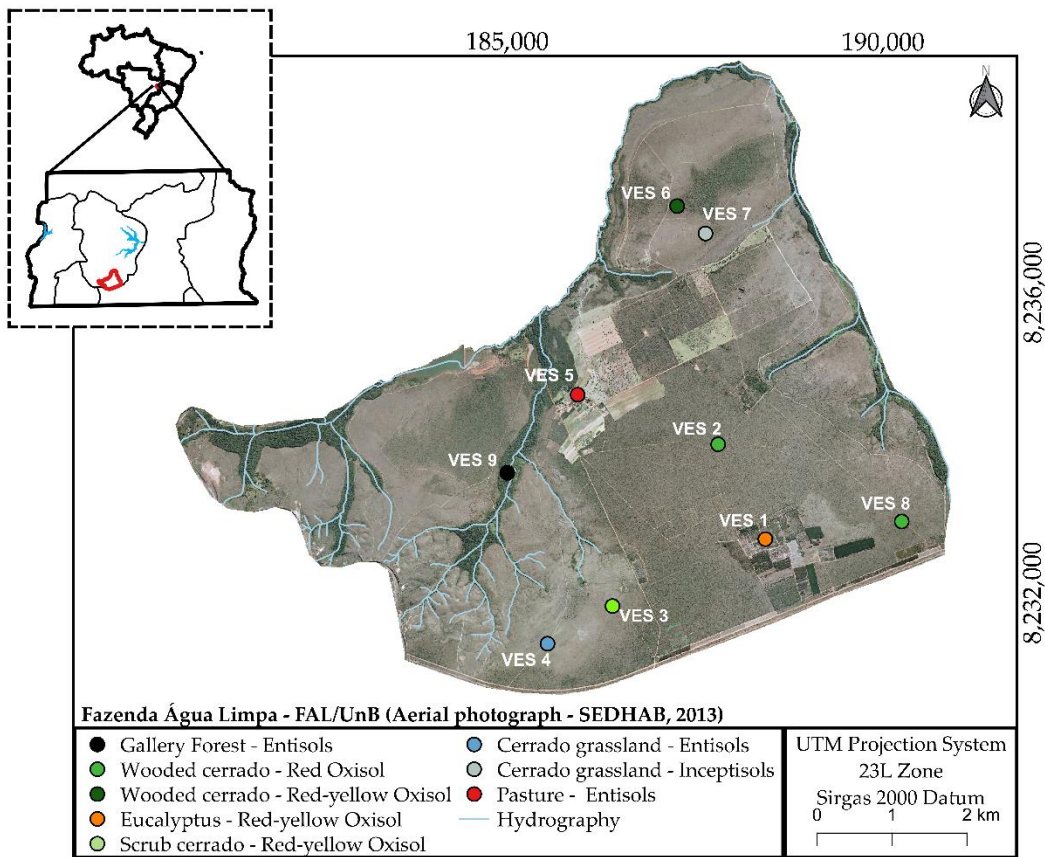 185,000
190,000
N
VES 6
VES 7
8,236,000
VES 5
VES 2
VES 9
VES 8
VES 1
8,232,000
VES 3
VES 4
Fazenda Água Limpa - FAL/UnB (Aerial photograph - SEDHAB, 2013)
Gallery Forest - Entisols
Wooded cerrado - Red Oxisol
Wooded cerrado - Red-yellow Oxisol
Eucalyptus - Red-yellow Oxisol
Scrub cerrado - Red-yellow Oxisol
Cerrado grassland - Entisols
Cerrado grassland - Inceptisols
Pasture - Entisols
Hydrography
UTM Projection System
23L Zone
Sirgas 2000 Datum
0 1 2 km